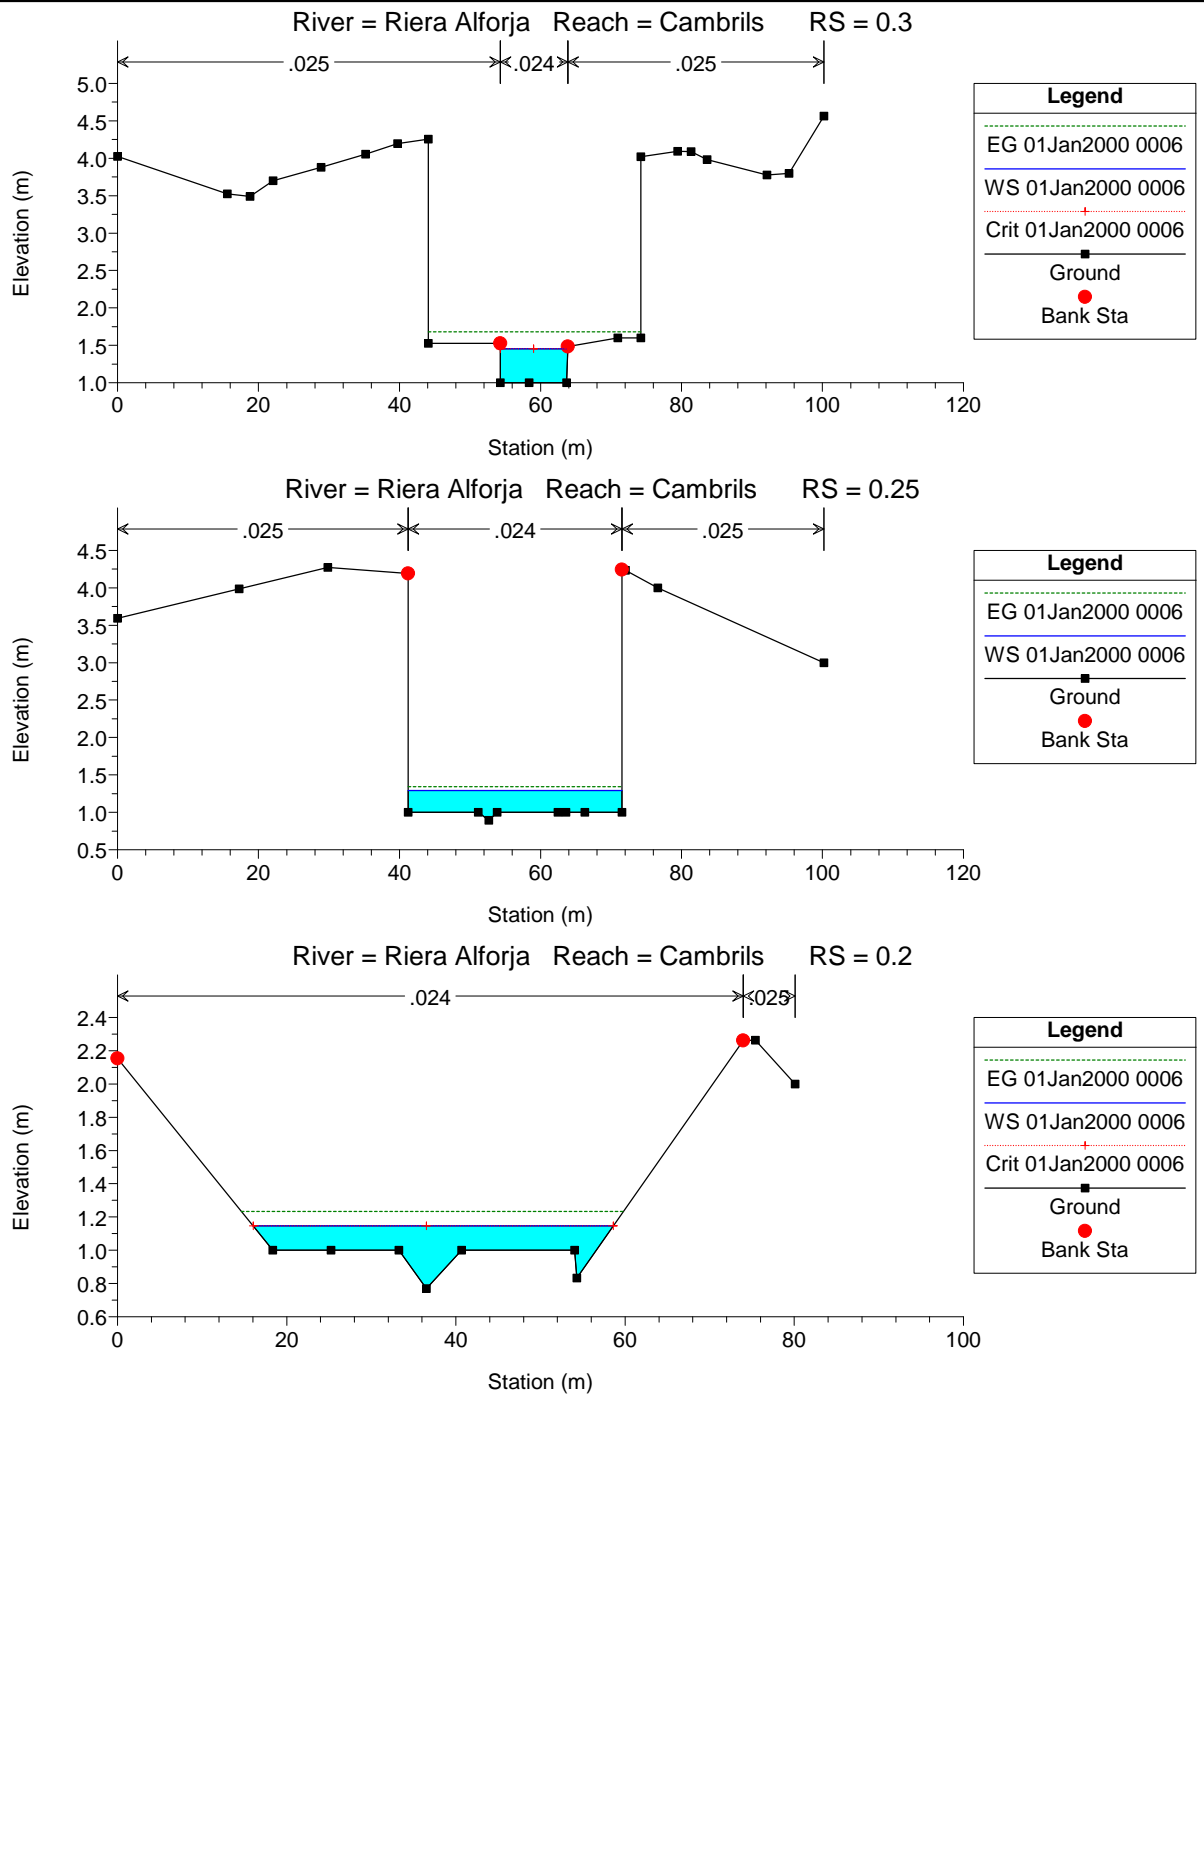 River = Riera Alforja Reach = Cambrils RS = 0.3
.025 .024 .025
5.0
4.5
4.0
3.5
3.0
2.5
2.0
1.5
1.0
Elevation (m)
0 20 40 60 80 100 120
Station (m)
Legend
EG 01Jan2000 0006
WS 01Jan2000 0006
Crit 01Jan2000 0006
Ground
Bank Sta
River = Riera Alforja Reach = Cambrils RS = 0.25
.025 .024 .025
4.5
4.0
3.5
3.0
2.5
2.0
1.5
1.0
0.5
Elevation (m)
0 20 40 60 80 100 120
Station (m)
Legend
EG 01Jan2000 0006
WS 01Jan2000 0006
Ground
Bank Sta
River = Riera Alforja Reach = Cambrils RS = 0.2
.024 .025
2.4
2.2
2.0
1.8
1.6
1.4
1.2
1.0
0.8
0.6
Elevation (m)
0 20 40 60 80 100
Station (m)
Legend
EG 01Jan2000 0006
WS 01Jan2000 0006
Crit 01Jan2000 0006
Ground
Bank Sta